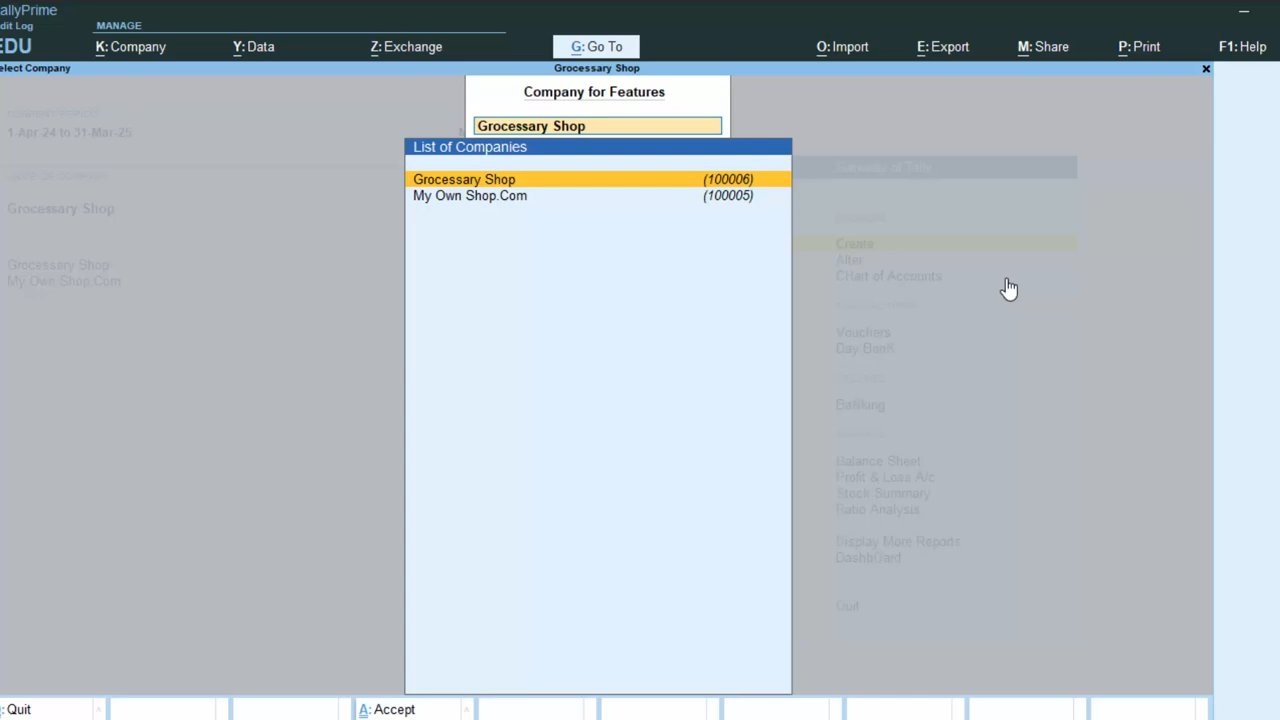 allyPrime
dit Log
EDU
MANAGE
K: Company
Y: Data
Z: Exchange
G: Go To
O: Import
E: Export
M: Share
P: Print
F1: Help
elect Company
Grocessary Shop
Company for Features
Grocessary Shop
List of Companies
Grocessary Shop (100006)
My Own Shop.Com (100005)
1-Apr-24 to 31-Mar-25
Grocessary Shop
Grocessary Shop
My Own Shop.Com
Gateway of Tally
Create
Alter
CHart of Accounts
Vouchers
Day BooK
BaNking
Balance Sheet
Profit & Loss A/c
Stock Summary
Ratio Analysis
Display More Reports
DashbOard
Quit
: Quit
A: Accept